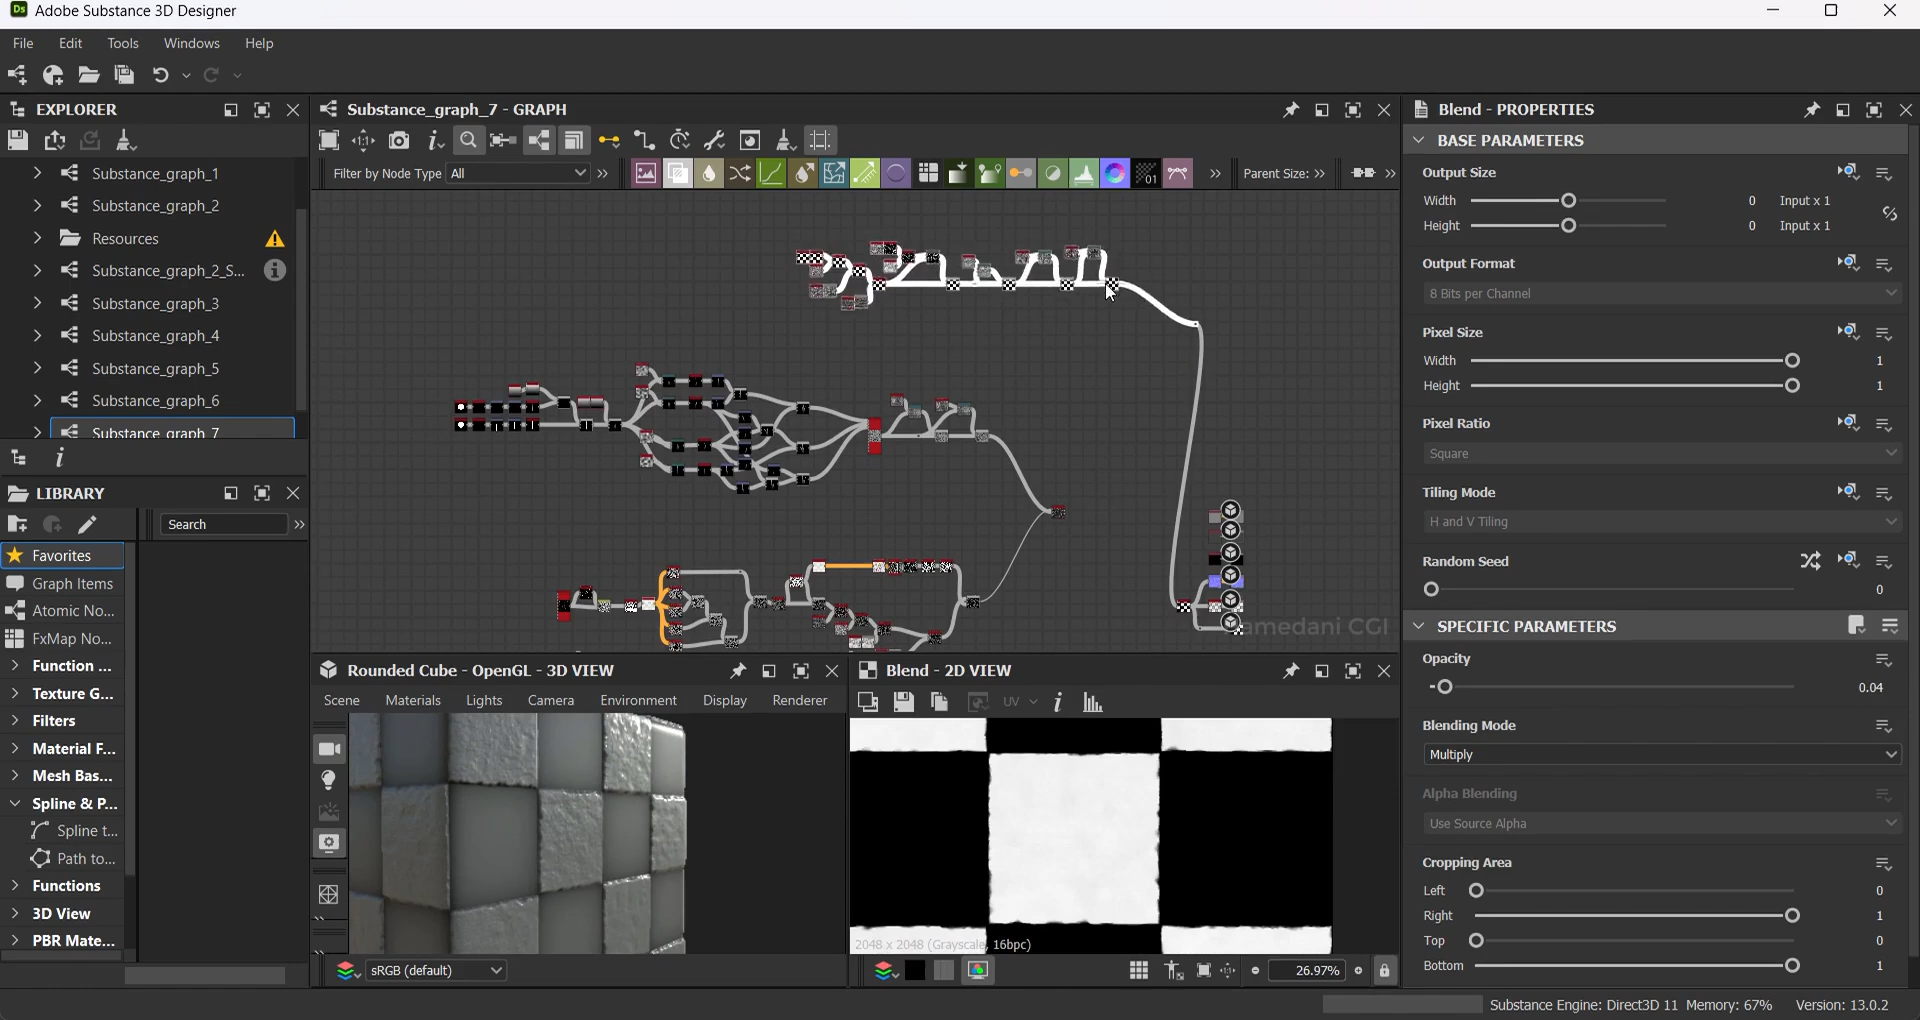 Ds Adobe Substance 3D Designer
File Edit Tools Windows Help
EXPLORER
Substance_graph_1
Substance_graph_2
Resources
Substance_graph_2_S...
Substance_graph_3
Substance_graph_4
Substance_graph_5
Substance_graph_6
Substance_graph_7
LIBRARY
Search
Favorites
Graph Items
Atomic No...
FxMap No...
Function ...
Texture G...
Filters
Material F...
Mesh Bas...
Spline & P...
Spline t...
Path to...
Functions
3D View
PBR Mate...
Substance_graph_7 - GRAPH
Filter by Node Type All
01
Parent Size:
amedani CGI
Rounded Cube - OpenGL - 3D VIEW
Scene Materials Lights Camera Environment Display Renderer
sRGB (default)
Blend - 2D VIEW
UV
2048 x 2048 (Grayscale, 16bpc)
26.97%
Blend - PROPERTIES
BASE PARAMETERS
Output Size
Width 0 Input x 1
Height 0 Input x 1
Output Format
8 Bits per Channel
Pixel Size
Width 1
Height 1
Pixel Ratio
Square
Tiling Mode
H and V Tiling
Random Seed
0
SPECIFIC PARAMETERS
Opacity
0.04
Blending Mode
Multiply
Alpha Blending
Use Source Alpha
Cropping Area
Left 0
Right 1
Top 0
Bottom 1
Substance Engine: Direct3D 11 Memory: 67% Version: 13.0.2